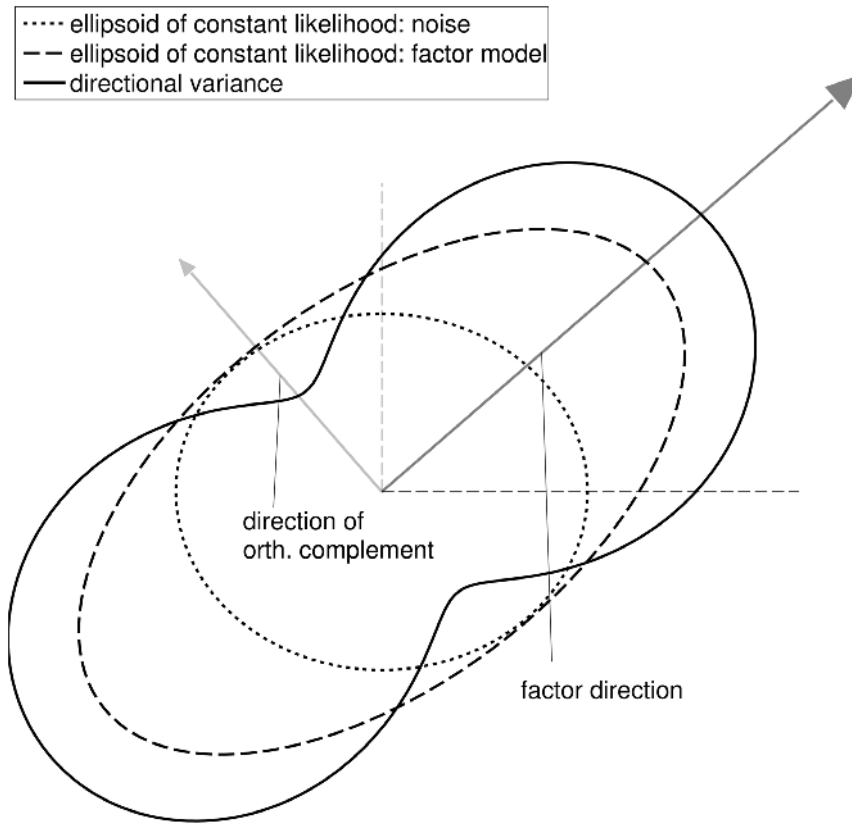 ellipsoid of constant likelihood: noise
ellipsoid of constant likelihood: factor model
directional variance
direction of
orth. complement
factor direction